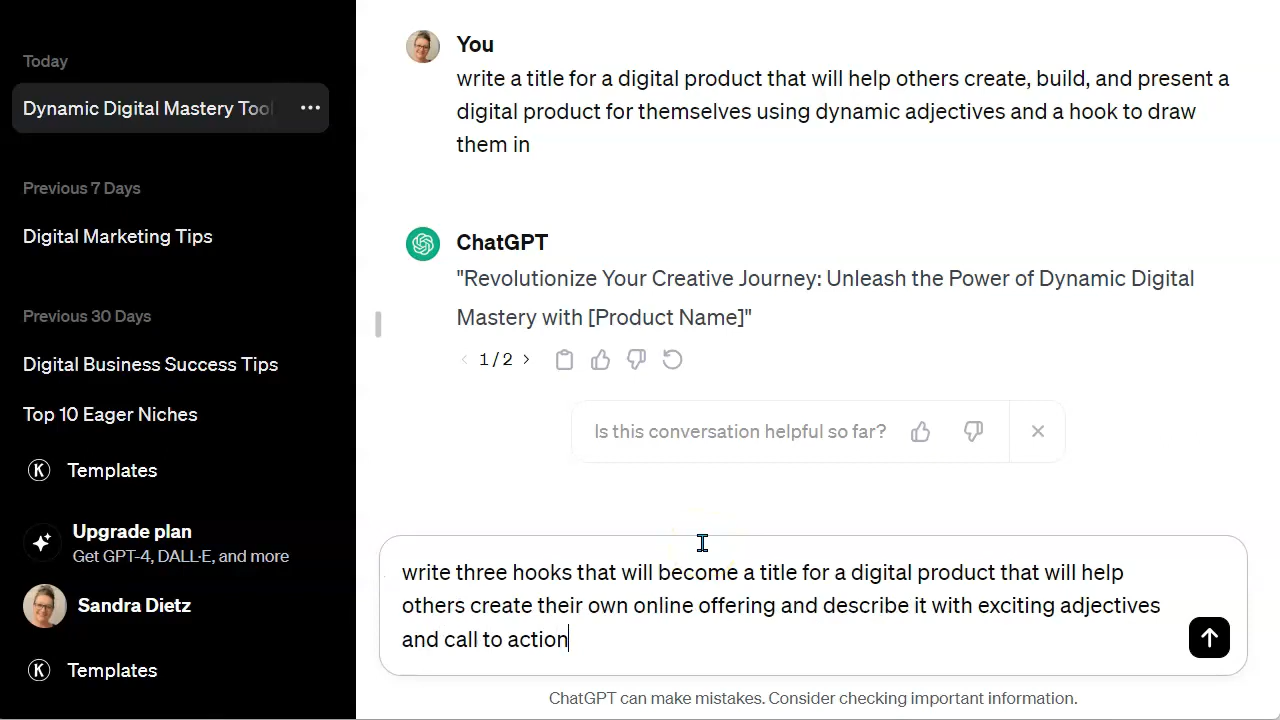 Today
Dynamic Digital Mastery Tool
Previous 7 Days
Digital Marketing Tips
Previous 30 Days
Digital Business Success Tips
Top 10 Eager Niches
K Templates
Upgrade plan
Get GPT-4, DALL·E, and more
Sandra Dietz
K Templates
You
write a title for a digital product that will help others create, build, and present a
digital product for themselves using dynamic adjectives and a hook to draw
them in
ChatGPT
"Revolutionize Your Creative Journey: Unleash the Power of Dynamic Digital
Mastery with [Product Name]"
< 1 / 2 >
Is this conversation helpful so far?
write three hooks that will become a title for a digital product that will help
others create their own online offering and describe it with exciting adjectives
and call to action
ChatGPT can make mistakes. Consider checking important information.